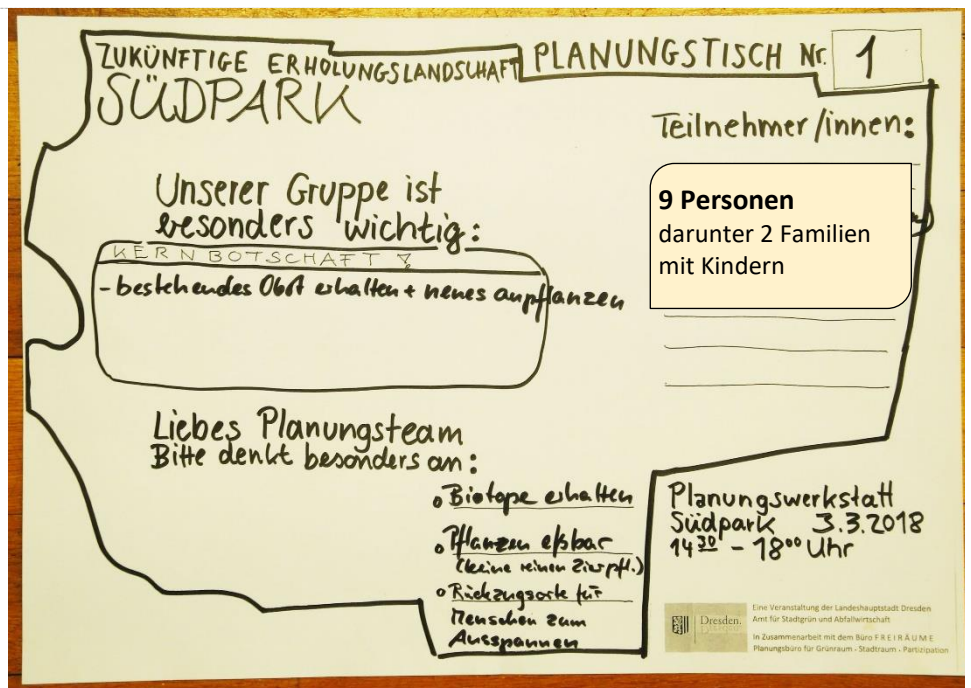 ZUKÜNFTIGE ERHOLUNGSLANDSCHAFT
SÜDPARK
PLANUNGSTISCH Nr. 1
Teilnehmer/innen:
9 Personen
darunter 2 Familien
mit Kindern
Unserer Gruppe ist
besonders wichtig:
KERNBOTSCHAFT !
- bestehendes Obst erhalten + neues anpflanzen
Liebes Planungsteam
Bitte denkt besonders an:
o Biotope erhalten
o Pflanzen eßbar
(keine reinen Zierpfl.)
o Rückzugsorte für
Menschen zum
Ausspannen
Planungswerkstatt
Südpark 3.3.2018
14³⁰ - 18⁰⁰ Uhr
Dresden.
Eine Veranstaltung der Landeshauptstadt Dresden
Amt für Stadtgrün und Abfallwirtschaft
In Zusammenarbeit mit dem Büro FREIRÄUME
Planungsbüro für Grünraum - Stadtraum - Partizipation